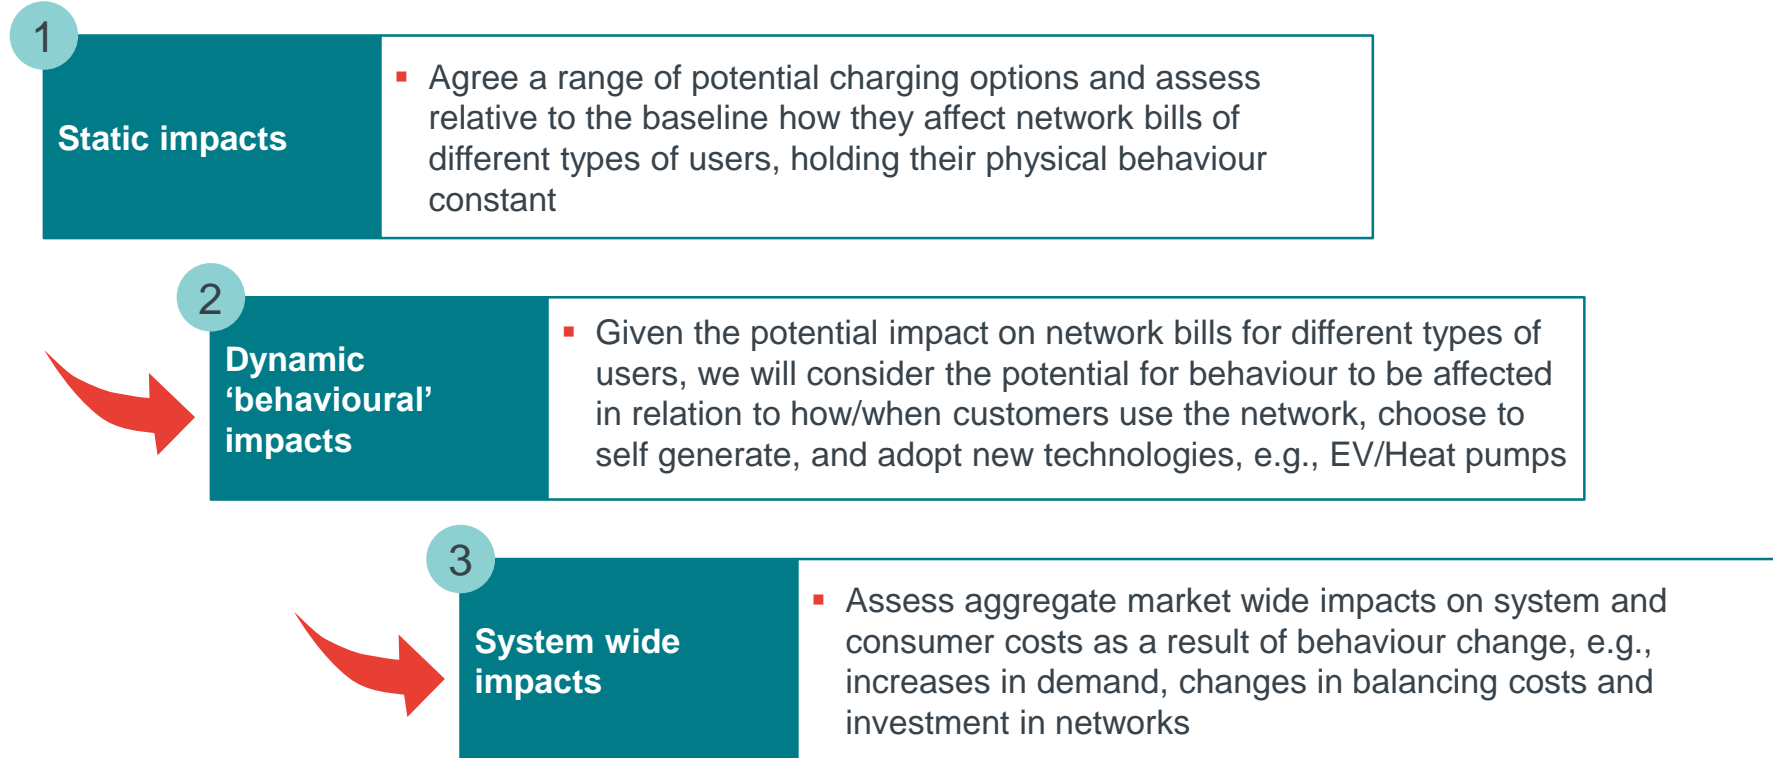 1
Static impacts
▪ Agree a range of potential charging options and assess
relative to the baseline how they affect network bills of
different types of users, holding their physical behaviour
constant
2
Dynamic
‘behavioural’
impacts
▪ Given the potential impact on network bills for different types of
users, we will consider the potential for behaviour to be affected
in relation to how/when customers use the network, choose to
self generate, and adopt new technologies, e.g., EV/Heat pumps
3
System wide
impacts
▪ Assess aggregate market wide impacts on system and
consumer costs as a result of behaviour change, e.g.,
increases in demand, changes in balancing costs and
investment in networks